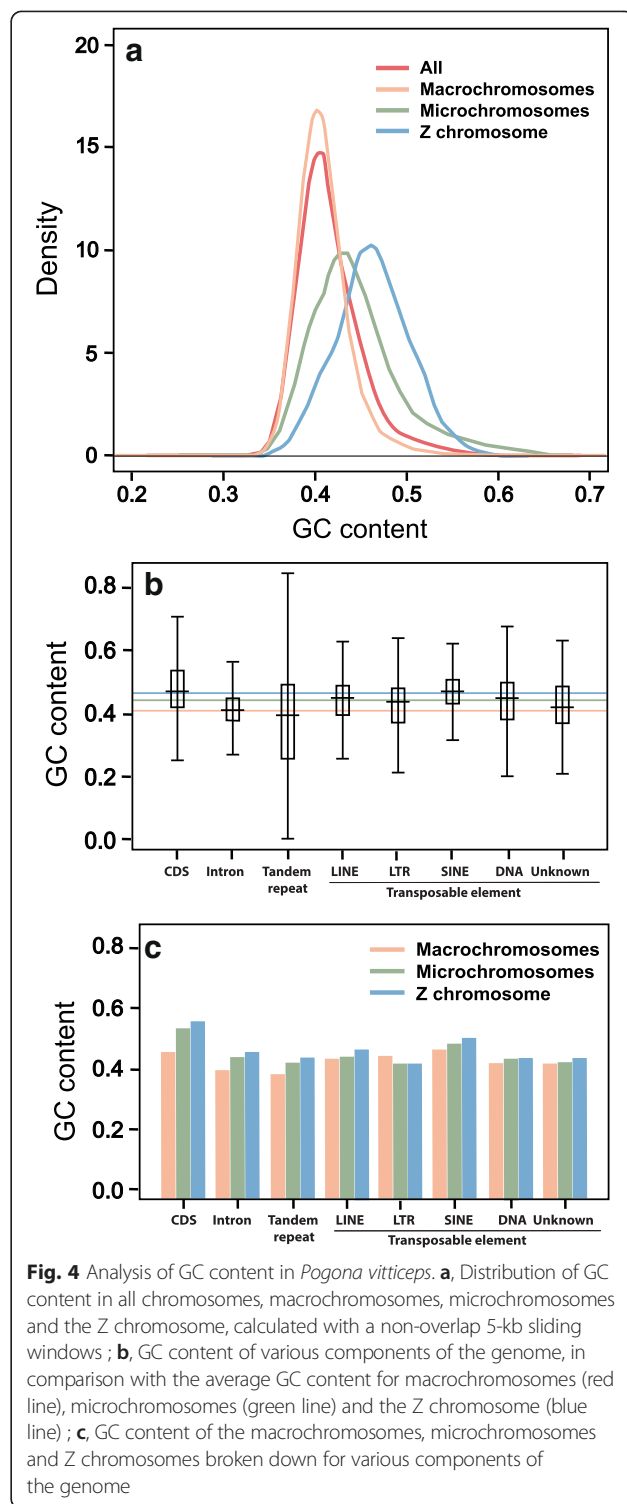 a
20
15
10
5
0
Density
All
Macrochromosomes
Microchromosomes
Z chromosome
0.2 0.3 0.4 0.5 0.6 0.7
GC content
b
0.8
0.6
0.4
0.2
0.0
GC content
CDS Intron Tandem repeat LINE LTR SINE DNA Unknown
Transposable element
c
0.8
0.6
0.4
0.2
0.0
GC content
Macrochromosomes
Microchromosomes
Z chromosome
CDS Intron Tandem repeat LINE LTR SINE DNA Unknown
Transposable element
Fig. 4 Analysis of GC content in Pogona vitticeps. a, Distribution of GC
content in all chromosomes, macrochromosomes, microchromosomes
and the Z chromosome, calculated with a non-overlap 5-kb sliding
windows ; b, GC content of various components of the genome, in
comparison with the average GC content for macrochromosomes (red
line), microchromosomes (green line) and the Z chromosome (blue
line) ; c, GC content of the macrochromosomes, microchromosomes
and Z chromosomes broken down for various components of
the genome